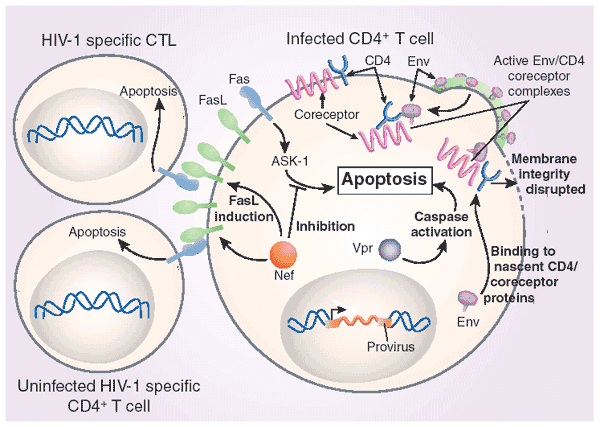 HIV-1 specific CTL
Infected CD4⁺ T cell
Active Env/CD4
coreceptor
complexes
Apoptosis
Fas
FasL
CD4
Env
Coreceptor
ASK-1
Apoptosis
Membrane
integrity
disrupted
FasL
induction
Inhibition
Caspase
activation
Apoptosis
Nef
Vpr
Binding to
nascent CD4/
coreceptor
proteins
Env
Provirus
Uninfected HIV-1 specific
CD4⁺ T cell